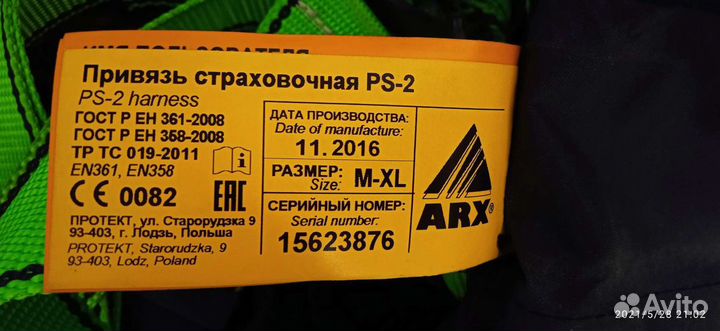 ИМЯ ПОЛЬЗОВАТЕЛЯ
Привязь страховочная PS-2
PS-2 harness
ГОСТ Р ЕН 361-2008
ГОСТ Р ЕН 358-2008
ТР ТС 019-2011
EN361, EN358
CE 0082 EAC
ПРОТЕКТ, ул. Старорудзка 9
93-403, г. Лодзь, Польша
PROTEKT, Starorudzka, 9
93-403, Lodz, Poland
ДАТА ПРОИЗВОДСТВА:
Date of manufacture:
11.2016
РАЗМЕР: M-XL
Size:
СЕРИЙНЫЙ НОМЕР:
Serial number:
15623876
ARX®
Avito
2021/5/28 21:02